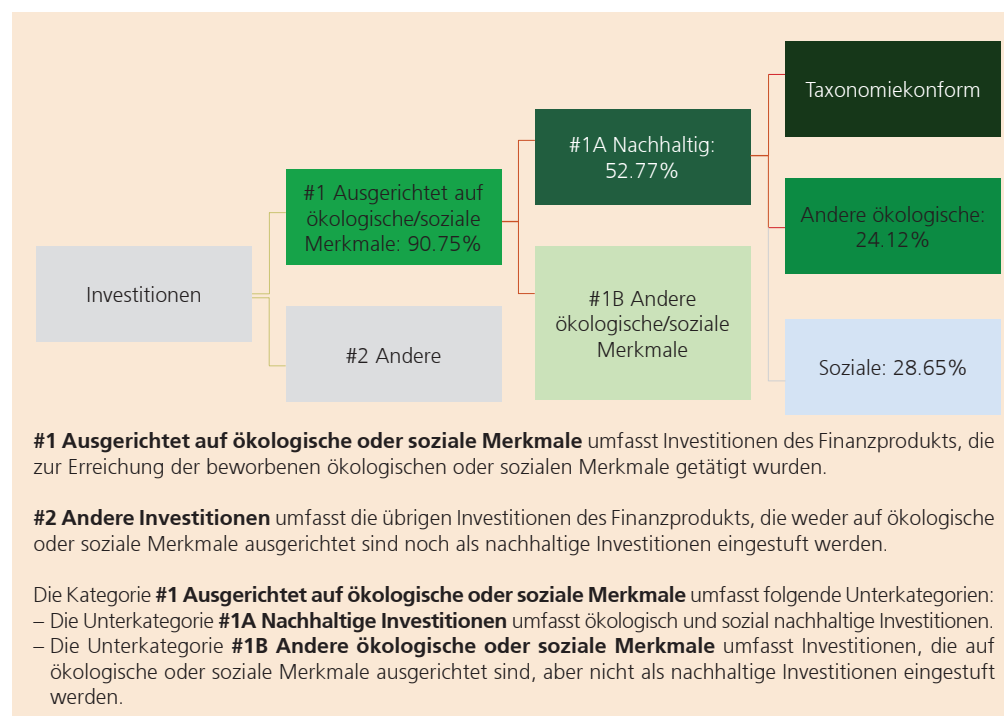 Investitionen
#1 Ausgerichtet auf
ökologische/soziale
Merkmale: 90.75%
#2 Andere
#1A Nachhaltig:
52.77%
#1B Andere
ökologische/soziale
Merkmale
Taxonomiekonform
Andere ökologische:
24.12%
Soziale: 28.65%
#1 Ausgerichtet auf ökologische oder soziale Merkmale umfasst Investitionen des Finanzprodukts, die
zur Erreichung der beworbenen ökologischen oder sozialen Merkmale getätigt wurden.
#2 Andere Investitionen umfasst die übrigen Investitionen des Finanzprodukts, die weder auf ökologische
oder soziale Merkmale ausgerichtet sind noch als nachhaltige Investitionen eingestuft werden.
Die Kategorie #1 Ausgerichtet auf ökologische oder soziale Merkmale umfasst folgende Unterkategorien:
– Die Unterkategorie #1A Nachhaltige Investitionen umfasst ökologisch und sozial nachhaltige Investitionen.
– Die Unterkategorie #1B Andere ökologische oder soziale Merkmale umfasst Investitionen, die auf
ökologische oder soziale Merkmale ausgerichtet sind, aber nicht als nachhaltige Investitionen eingestuft
werden.